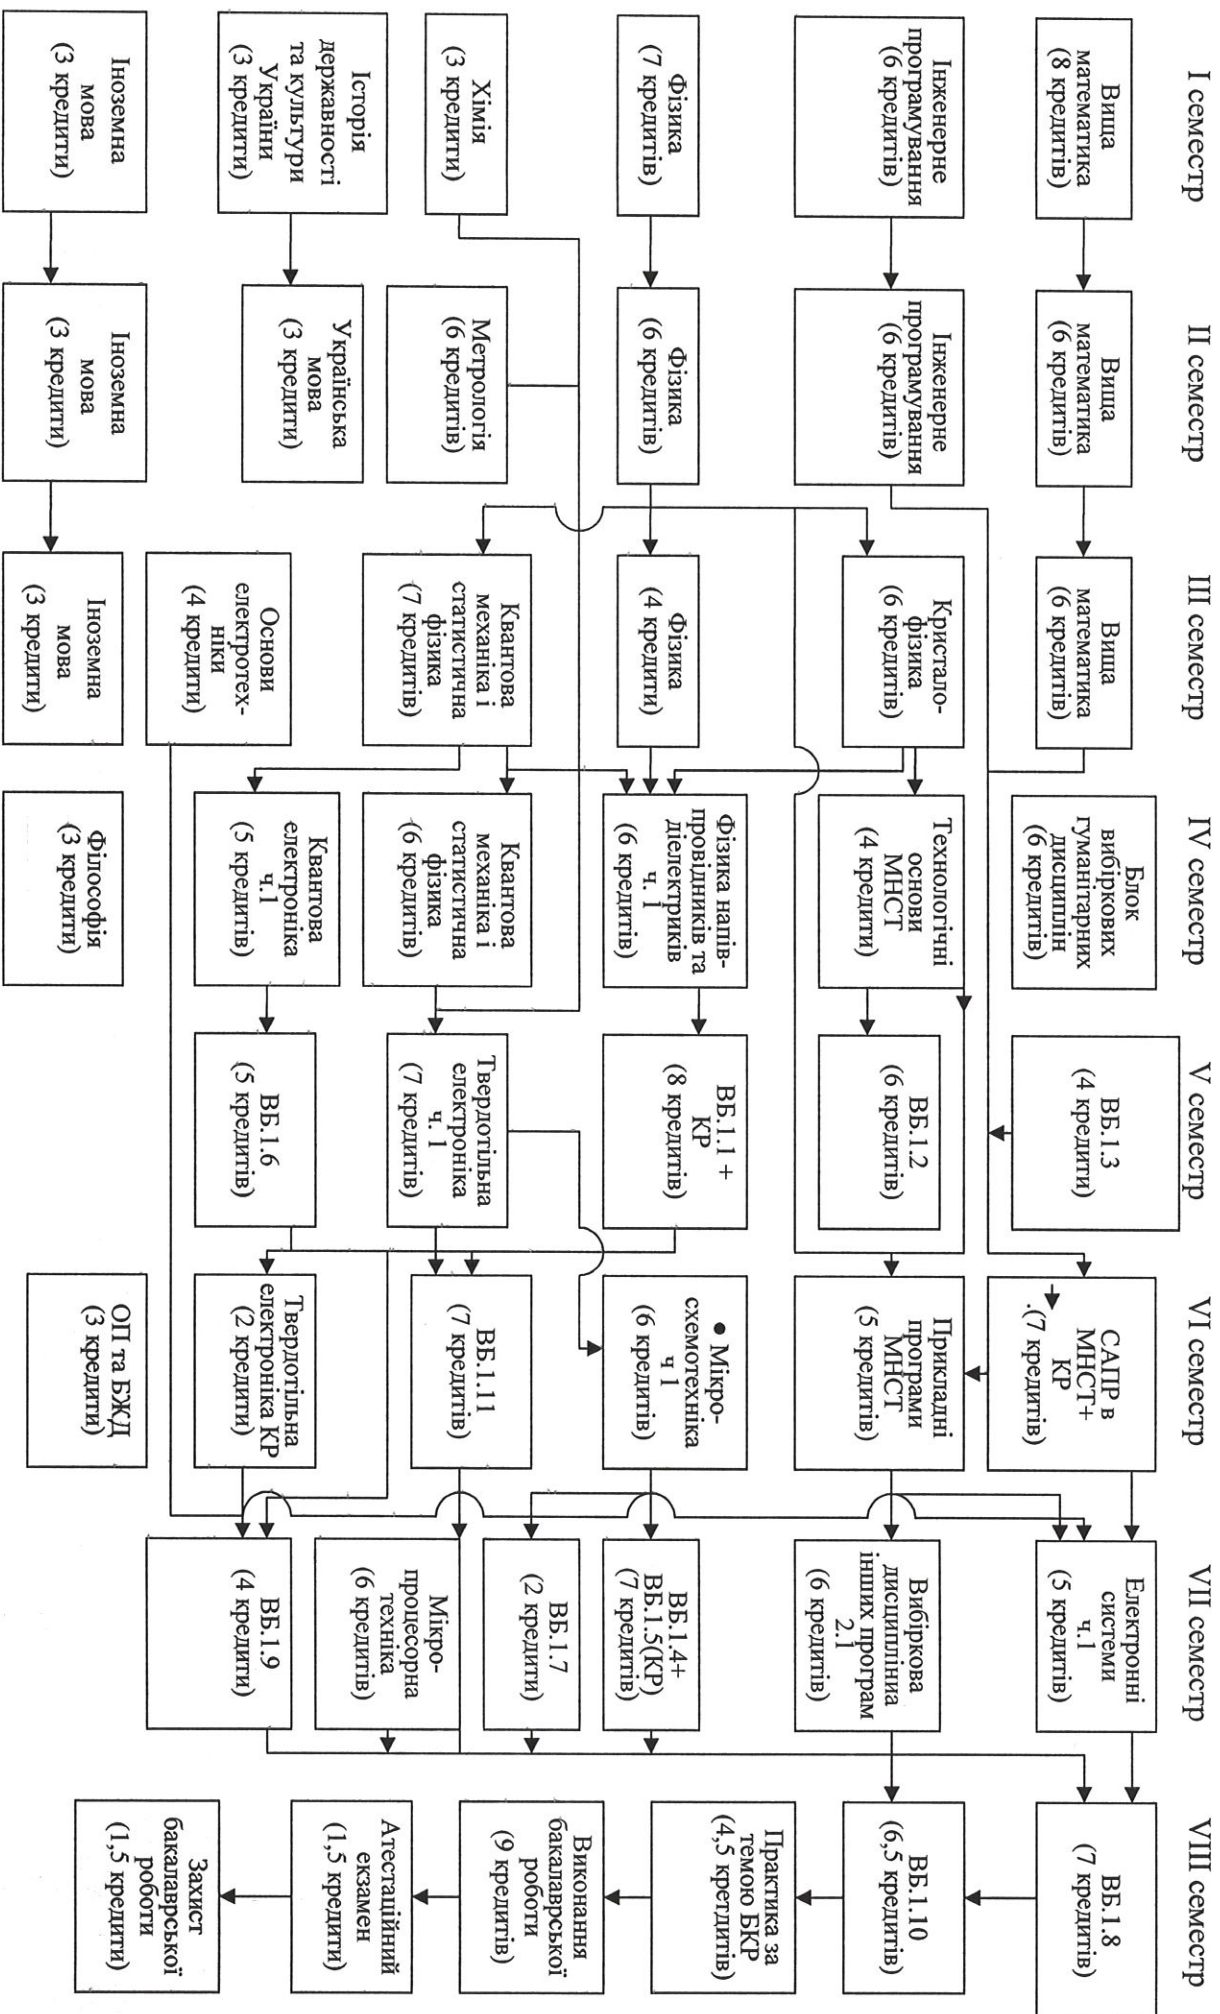 I семестр
Вища
математика
(8 кредитів)
Інженерне
програмування
(6 кредитів)
Фізика
(7 кредитів)
Хімія
(3 кредити)
Історія
державності
та культури
України
(3 кредити)
Іноземна
мова
(3 кредити)
II семестр
Вища
математика
(6 кредитів)
Інженерне
програмування
(6 кредитів)
Фізика
(6 кредитів)
Метрологія
(6 кредитів)
Українська
мова
(3 кредити)
Іноземна
мова
(3 кредити)
III семестр
Вища
математика
(6 кредитів)
Кристало-
фізика
(6 кредитів)
Фізика
(4 кредити)
Квантова
механіка і
статистична
фізика
(7 кредитів)
Основи
електротех-
ніки
(4 кредити)
Іноземна
мова
(3 кредити)
IV семестр
Блок
вибіркових
гуманітарних
дисциплін
(6 кредитів)
Технологічні
основи
МНСТ
(4 кредити)
Фізика напів-
провідників та
діелектриків
ч. 1
(6 кредитів)
Квантова
механіка і
статистична
фізика
(6 кредитів)
Квантова
електроніка
ч.1
(5 кредитів)
Філософія
(3 кредити)
V семестр
ВБ.1.3
(4 кредити)
ВБ.1.2
(6 кредитів)
ВБ.1.1 +
КР
(8 кредитів)
Твердотільна
електроніка
ч. 1
(7 кредитів)
ВБ.1.6
(5 кредитів)
VI семестр
САПР в
МНСТ+
КР
.(7 кредитів)
Прикладні
програми
МНСТ
(5 кредитів)
• Мікро-
схемотехніка
ч 1
(6 кредитів)
ВБ.1.11
(7 кредитів)
Твердотільна
електроніка КР
(2 кредити)
ОП та БЖД
(3 кредити)
VII семестр
Електронні
системи
ч.1
(5 кредитів)
Вибіркова
дисципліниа
інших програм
2.1
(6 кредитів)
ВБ.1.4+
ВБ.1.5(КР)
(7 кредитів)
ВБ.1.7
(2 кредити)
Мікро-
процесорна
техніка
(6 кредитів)
ВБ.1.9
(4 кредити)
VIII семестр
ВБ.1.8
(7 кредитів)
ВБ.1.10
(6,5 кредитів)
Практика за
темою БКР
(4,5 кретдитів)
Виконання
бакалаврської
роботи
(9 кредитів)
Атестаційний
екзамен
(1,5 кредити)
Захист
бакалаврської
роботи
(1,5 кредити)